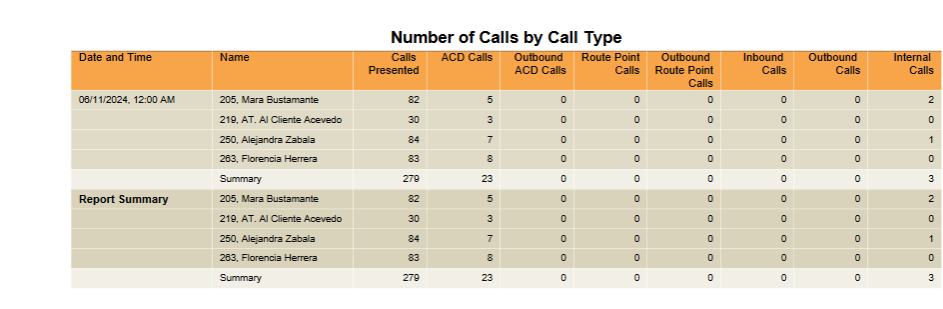 Number of Calls by Call Type
Date and Time Name Calls Presented ACD Calls Outbound ACD Calls Route Point Calls Outbound Route Point Calls Inbound Calls Outbound Calls Internal Calls
06/11/2024, 12:00 AM 205, Mara Bustamante 82 5 0 0 0 0 0 2
219, AT. Al Cliente Acevedo 30 3 0 0 0 0 0 0
250, Alejandra Zabala 84 7 0 0 0 0 0 1
263, Florencia Herrera 83 8 0 0 0 0 0 0
Summary 279 23 0 0 0 0 0 3
Report Summary 205, Mara Bustamante 82 5 0 0 0 0 0 2
219, AT. Al Cliente Acevedo 30 3 0 0 0 0 0 0
250, Alejandra Zabala 84 7 0 0 0 0 0 1
263, Florencia Herrera 83 8 0 0 0 0 0 0
Summary 279 23 0 0 0 0 0 3